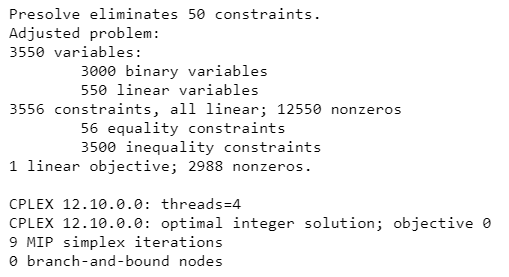 Presolve eliminates 50 constraints.
Adjusted problem:
3550 variables:
3000 binary variables
550 linear variables
3556 constraints, all linear; 12550 nonzeros
56 equality constraints
3500 inequality constraints
1 linear objective; 2988 nonzeros.
CPLEX 12.10.0.0: threads=4
CPLEX 12.10.0.0: optimal integer solution; objective 0
9 MIP simplex iterations
0 branch-and-bound nodes